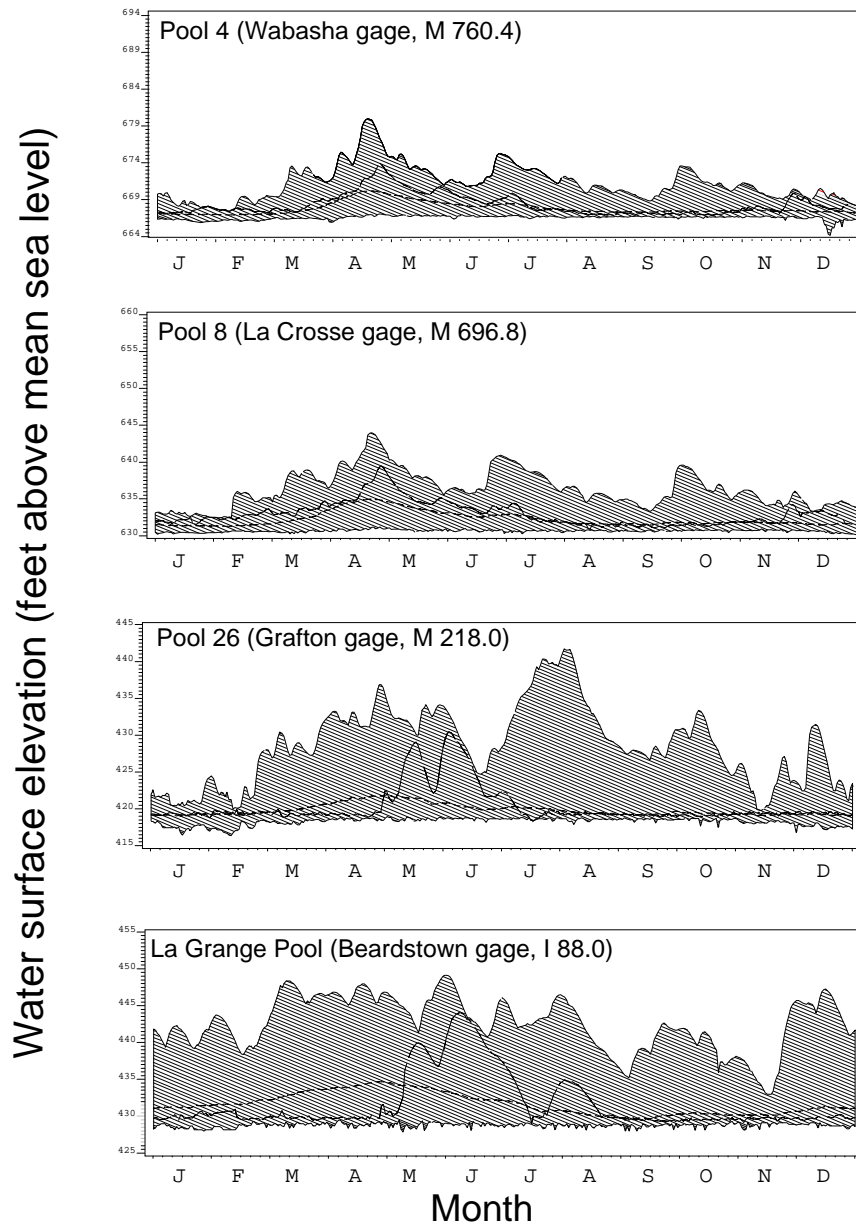 Water surface elevation (feet above mean sea level)
Pool 4 (Wabasha gage, M 760.4)
694
689
684
679
674
669
664
J F M A M J J A S O N D
Pool 8 (La Crosse gage, M 696.8)
660
655
650
645
640
635
630
J F M A M J J A S O N D
Pool 26 (Grafton gage, M 218.0)
445
440
435
430
425
420
415
J F M A M J J A S O N D
La Grange Pool (Beardstown gage, I 88.0)
455
450
445
440
435
430
425
J F M A M J J A S O N D
Month